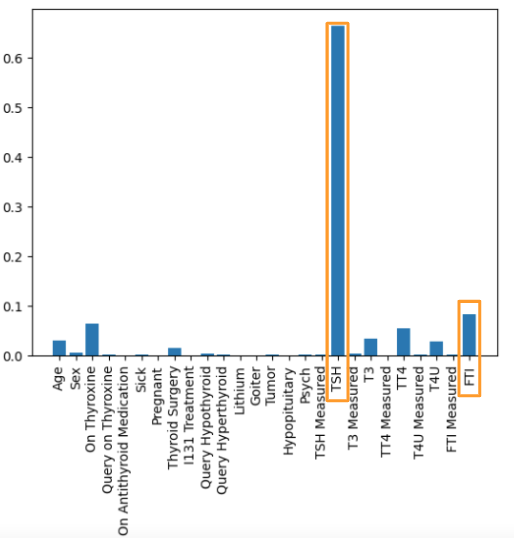 0.6
0.5
0.4
0.3
0.2
0.1
0.0
Age
Sex
On Thyroxine
Query on Thyroxine
On Antithyroid Medication
Sick
Pregnant
Thyroid Surgery
I131 Treatment
Query Hypothyroid
Query Hyperthyroid
Lithium
Goiter
Tumor
Hypopituitary
Psych
TSH Measured
TSH
T3 Measured
T3
TT4 Measured
TT4
T4U Measured
T4U
FTI Measured
FTI